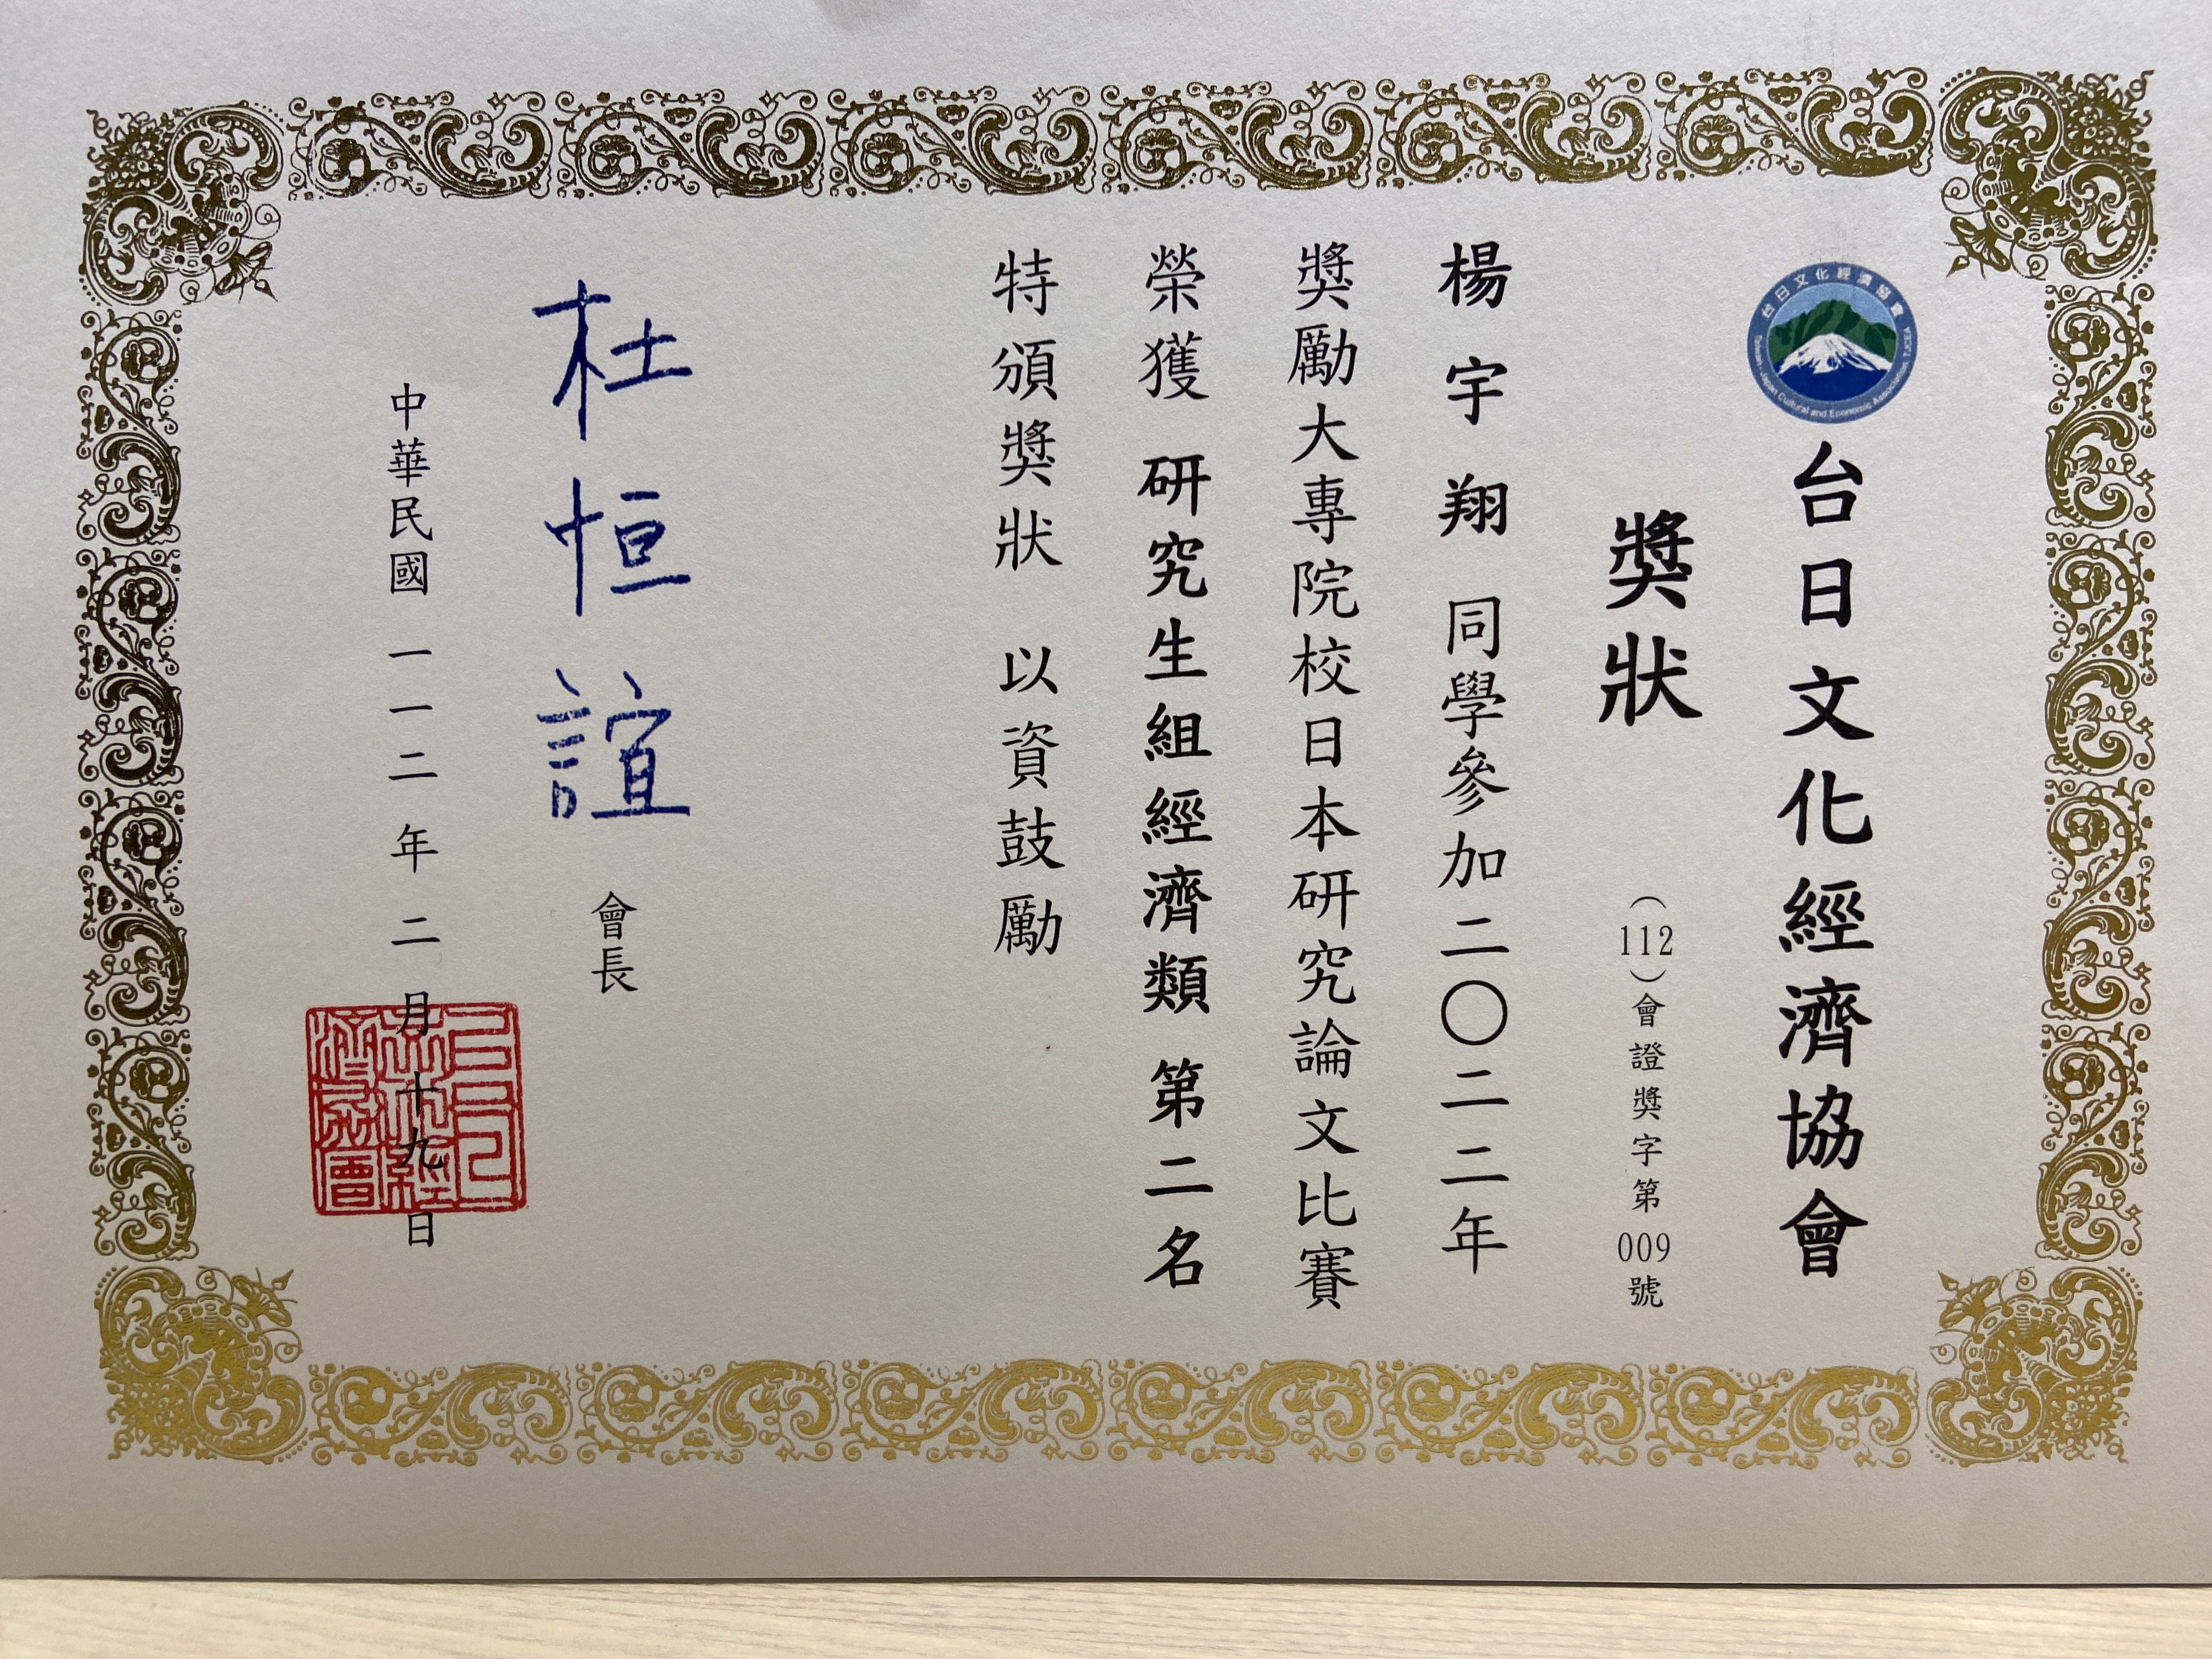 台日文化經濟協會
Taiwan-Japan Cultural and Economic Association, TJCEA
台日文化經濟協會
獎狀
（112）會證獎字第009號
楊宇翔 同學參加二〇二二年
獎勵大專院校日本研究論文比賽
榮獲 研究生組經濟類 第二名
特頒獎狀 以資鼓勵
會長
杜恒誼
中華民國一一二年二月十九日
台日文化經濟協會